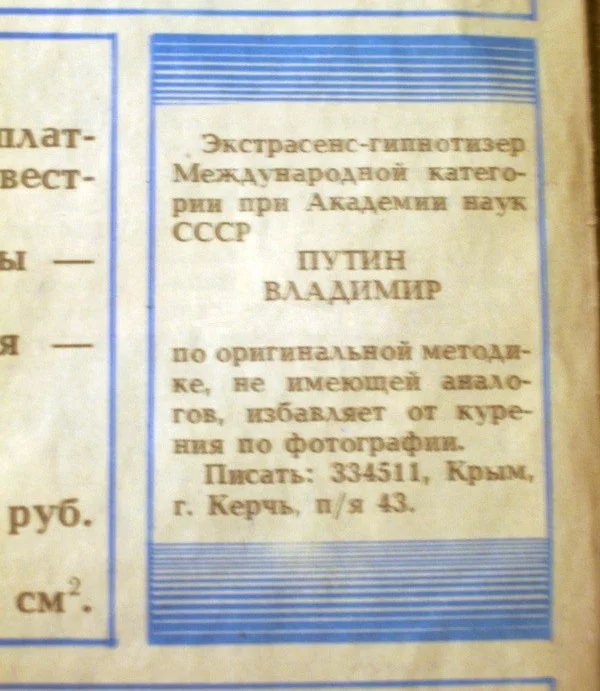 плат-
вест-
ы —
я —
руб.
см².
Экстрасенс-гипнотизер
Международной катего-
рии при Академии наук
СССР
ПУТИН
ВЛАДИМИР
по оригинальной методи-
ке, не имеющей анало-
гов, избавляет от куре-
ния по фотографии.
Писать: 334511, Крым,
г. Керчь, п/я 43.